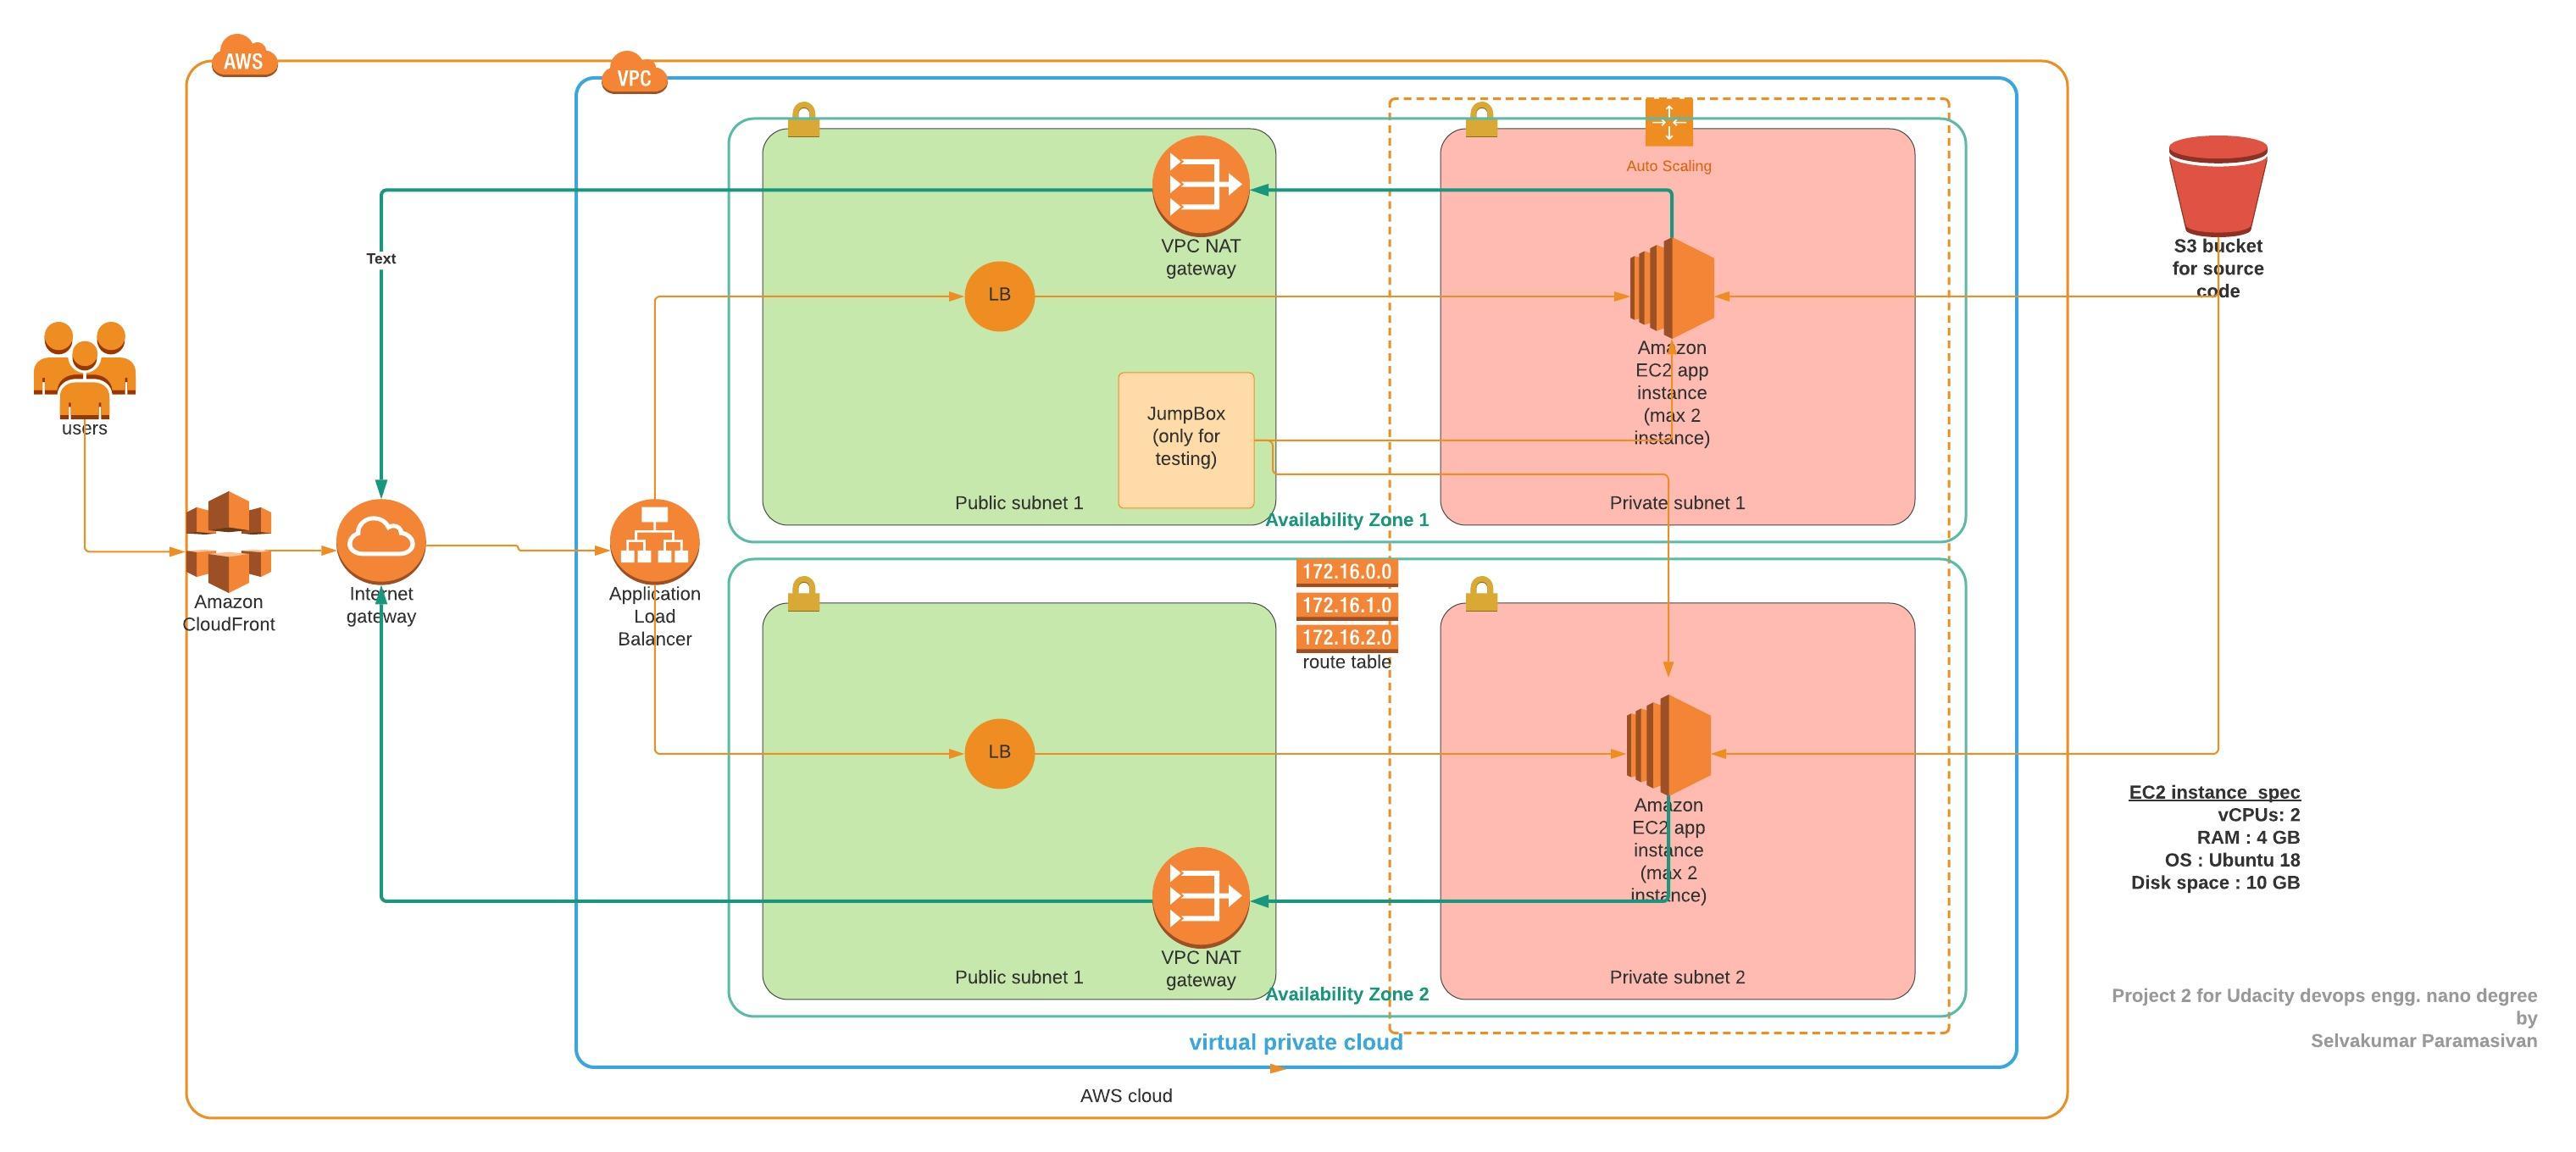 AWS
VPC
Auto Scaling
VPC NAT
gateway
S3 bucket
for source
code
Text
LB
Amazon
EC2 app
instance
(max 2
instance)
users
JumpBox
(only for
testing)
Public subnet 1
Private subnet 1
Availability Zone 1
Amazon
CloudFront
Internet
gateway
Application
Load
Balancer
172.16.0.0
172.16.1.0
172.16.2.0
route table
LB
Amazon
EC2 app
instance
(max 2
instance)
EC2 instance  spec
vCPUs: 2
RAM : 4 GB
OS : Ubuntu 18
Disk space : 10 GB
VPC NAT
gateway
Public subnet 1
Private subnet 2
Availability Zone 2
Project 2 for Udacity devops engg. nano degree
by
Selvakumar Paramasivan
virtual private cloud
AWS cloud